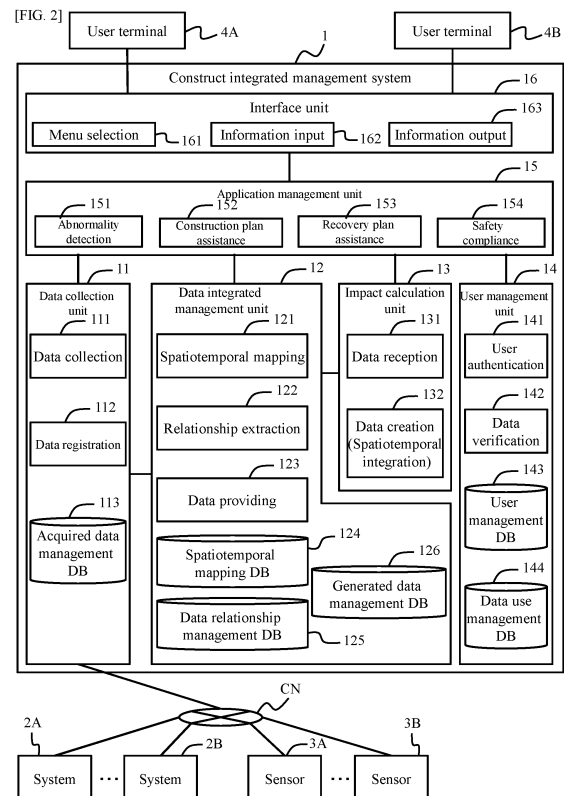 [FIG. 2]
User terminal
4A
User terminal
4B
1
Construct integrated management system
16
Interface unit
163
Menu selection
161
Information input
162
Information output
15
Application management unit
151
152
153
154
Abnormality
detection
Construction plan
assistance
Recovery plan
assistance
Safety
compliance
11
Data collection
unit
111
Data collection
112
Data registration
113
Acquired data
management
DB
12
Data integrated
management unit
121
Spatiotemporal mapping
122
Relationship extraction
123
Data providing
124
Spatiotemporal
mapping DB
126
Generated data
management DB
Data relationship
management DB
125
13
Impact calculation
unit
131
Data reception
132
Data creation
(Spatiotemporal
integration)
14
User management
unit
141
User
authentication
142
Data
verification
143
User
management
DB
144
Data use
management
DB
CN
2A
System
...
2B
System
3A
Sensor
...
3B
Sensor